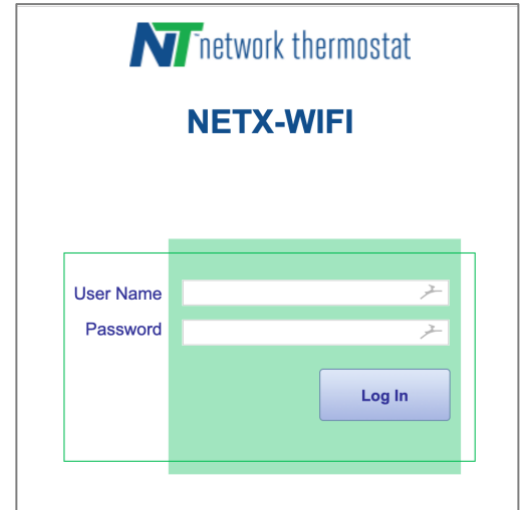 NT network thermostat
NETX-WIFI
User Name
Password
Log In